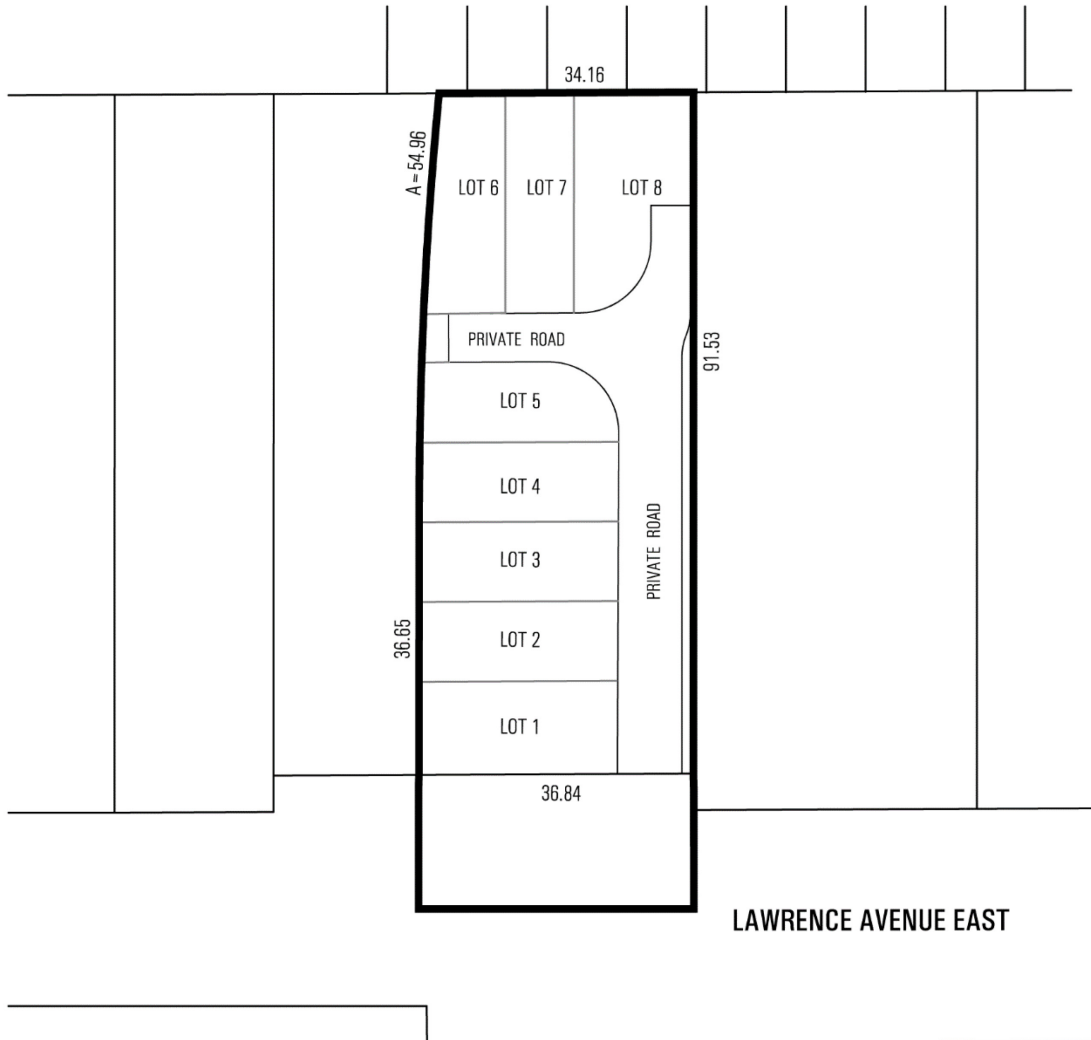 34.16
A = 54.96
LOT 6
LOT 7
LOT 8
PRIVATE ROAD
91.53
LOT 5
LOT 4
PRIVATE ROAD
LOT 3
36.65
LOT 2
LOT 1
36.84
LAWRENCE AVENUE EAST